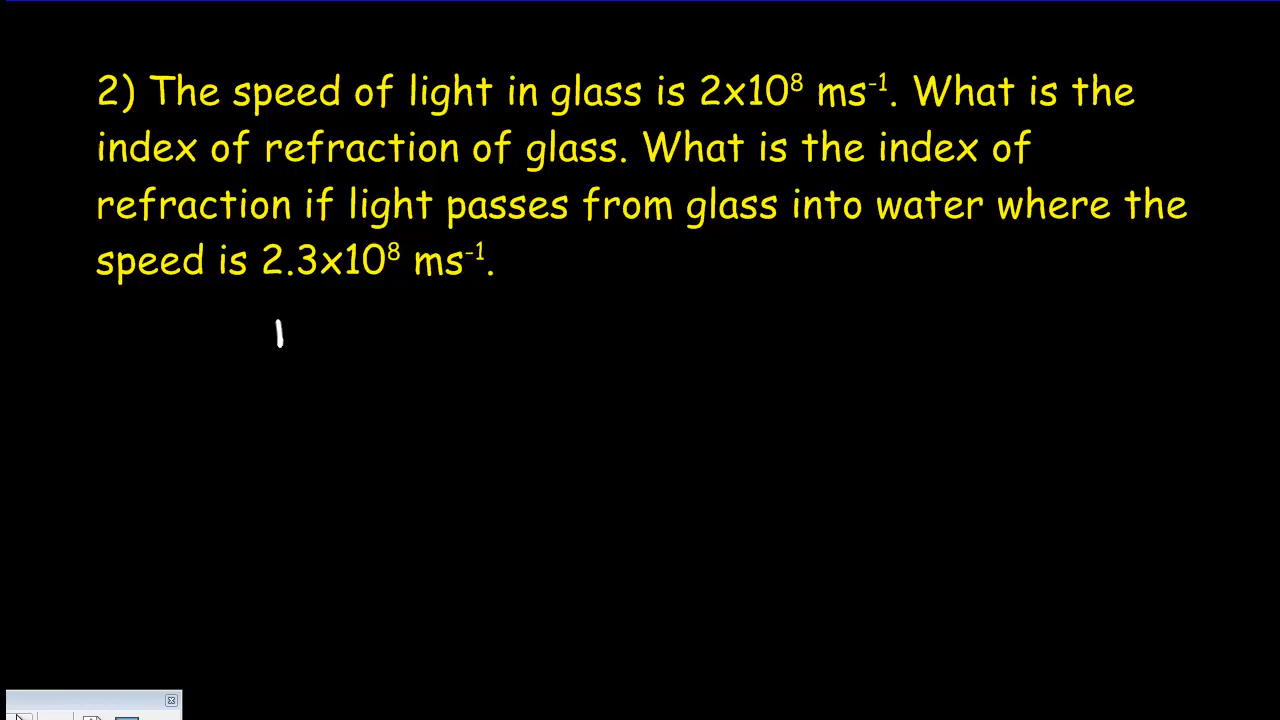 2) The speed of light in glass is 2x10⁸ ms⁻¹. What is the
index of refraction of glass. What is the index of
refraction if light passes from glass into water where the
speed is 2.3x10⁸ ms⁻¹.